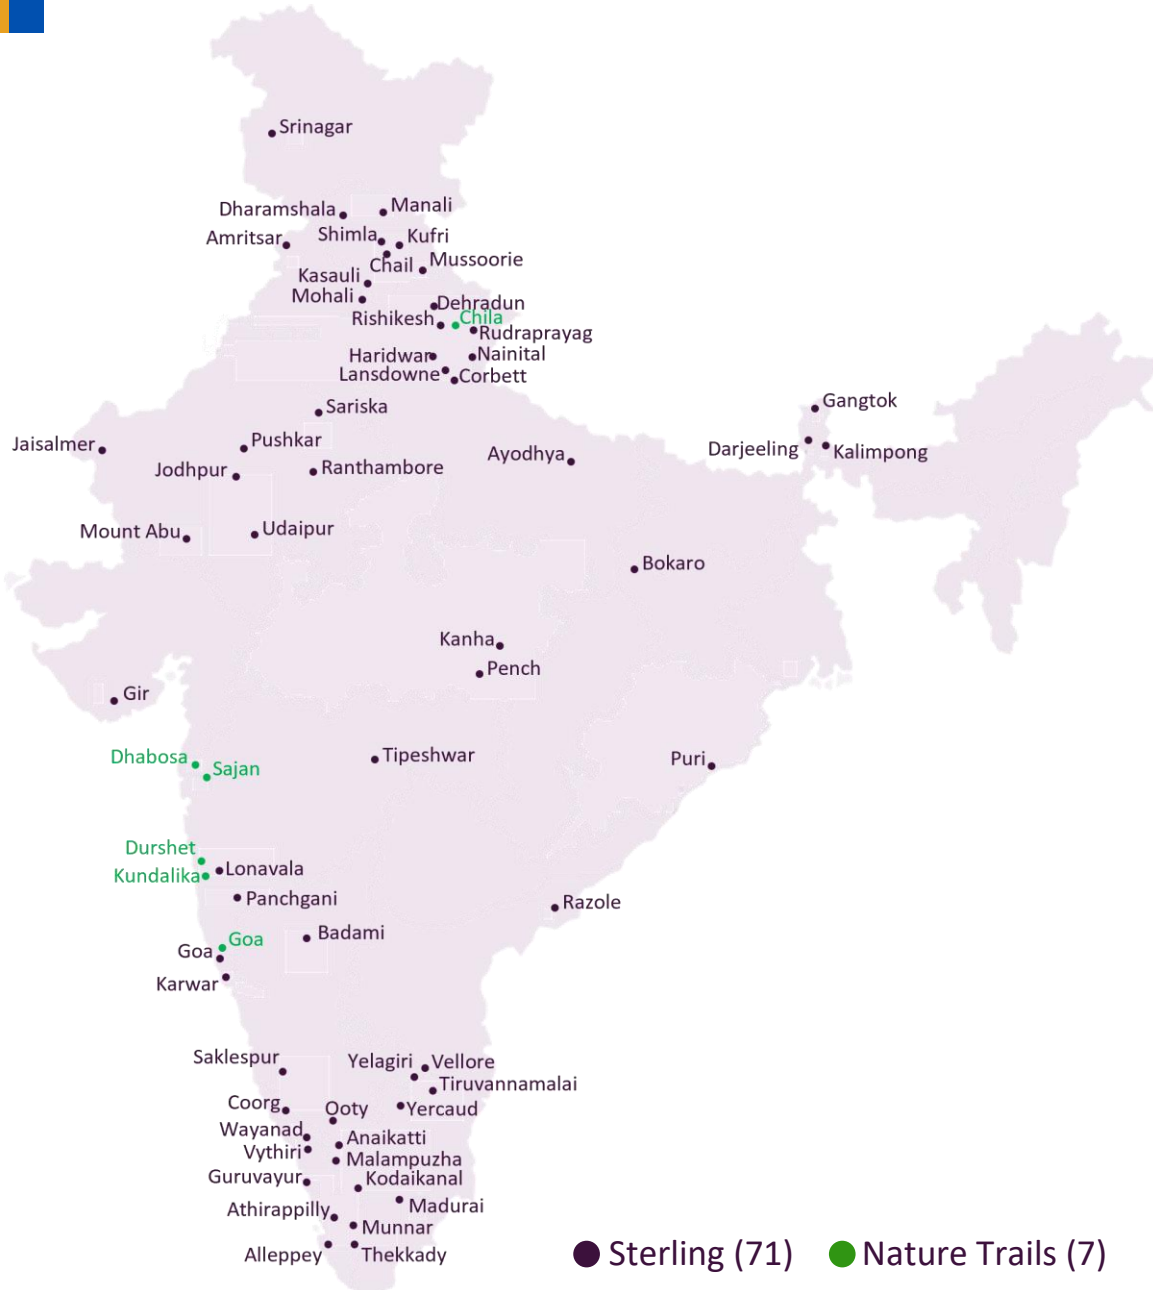 Srinagar
Dharamshala
Manali
Amritsar
Shimla
Kufri
Chail
Mussoorie
Kasauli
Mohali
Dehradun
Rishikesh
Chila
Rudraprayag
Haridwar
Nainital
Lansdowne
Corbett
Sariska
Gangtok
Jaisalmer
Pushkar
Ayodhya
Darjeeling
Kalimpong
Jodhpur
Ranthambore
Mount Abu
Udaipur
Bokaro
Kanha
Pench
Gir
Dhabosa
Sajan
Tipeshwar
Puri
Durshet
Lonavala
Kundalika
Panchgani
Razole
Badami
Goa
Goa
Karwar
Saklespur
Yelagiri
Vellore
Tiruvannamalai
Coorg
Ooty
Yercaud
Wayanad
Anaikatti
Vythiri
Malampuzha
Guruvayur
Kodaikanal
Athirappilly
Madurai
Munnar
Alleppey
Thekkady
Sterling (71)
Nature Trails (7)